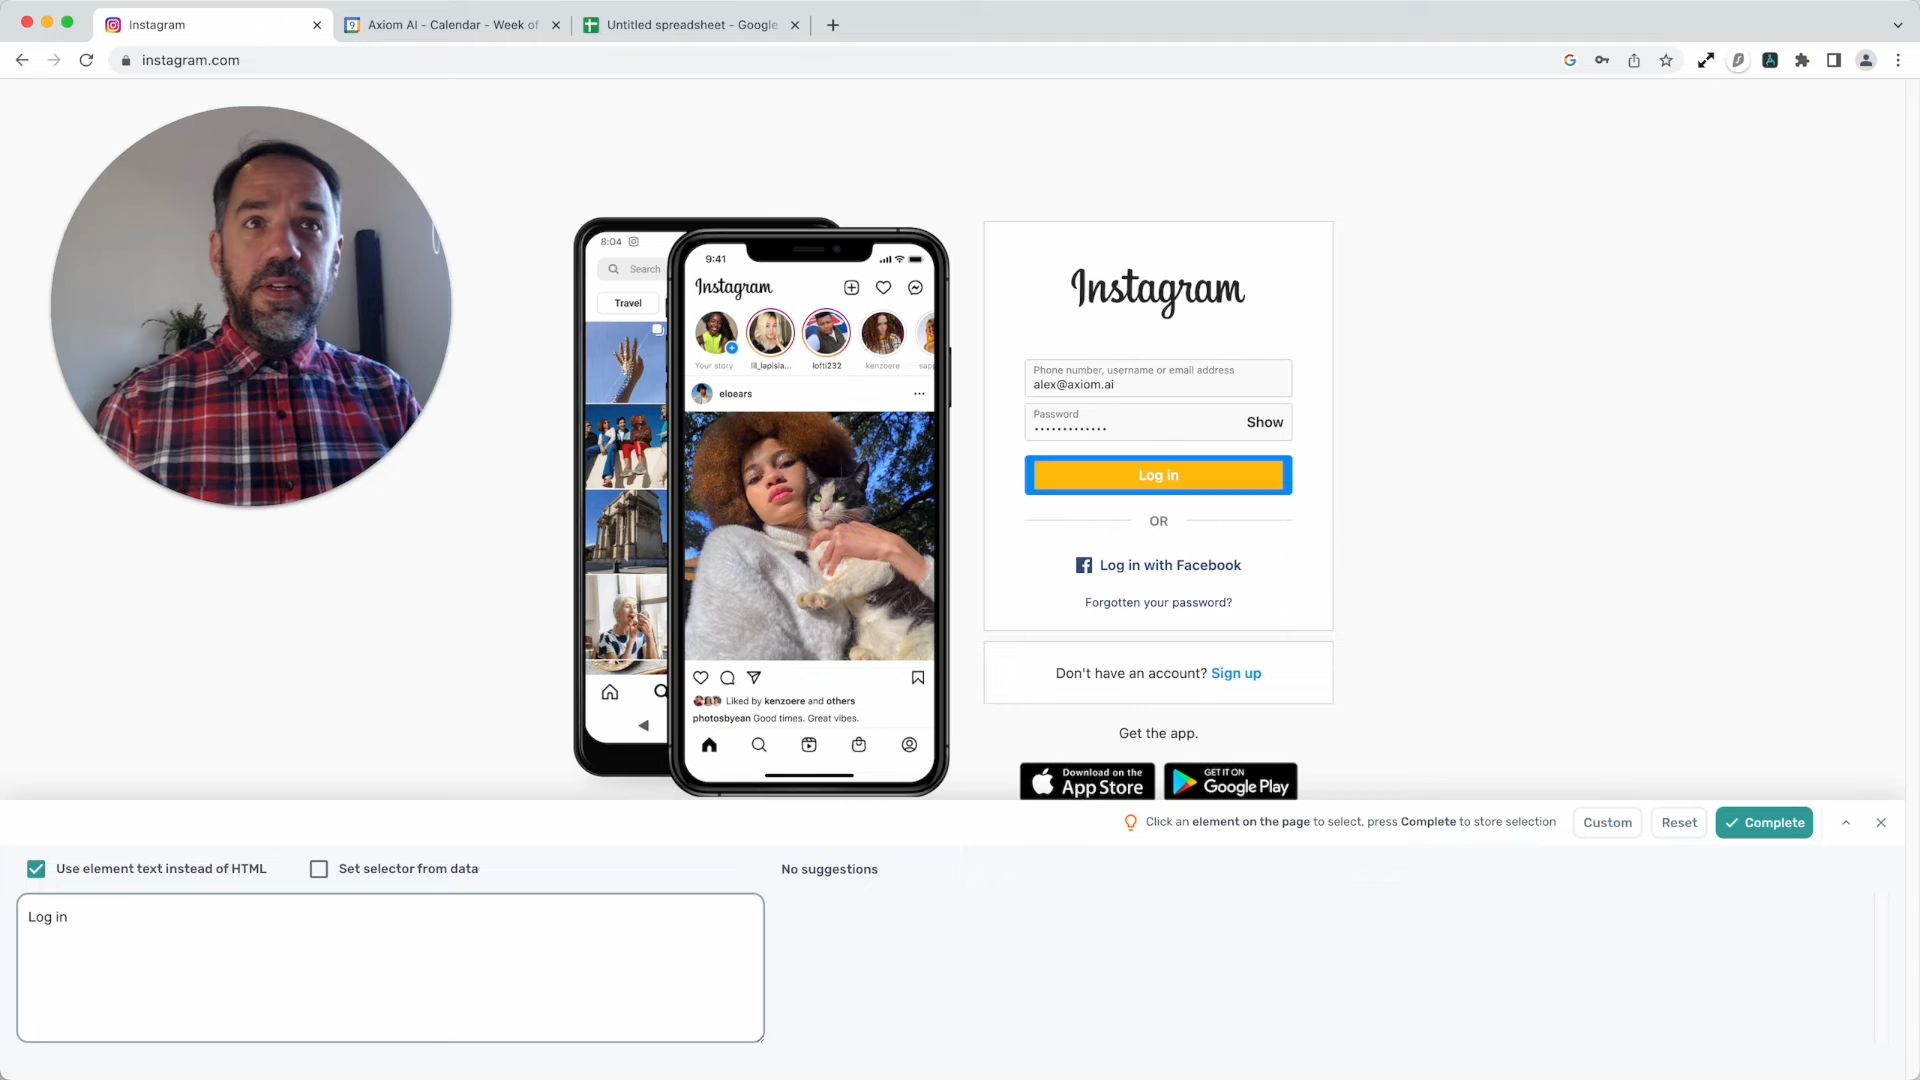 Instagram
Axiom AI - Calendar - Week of
Untitled spreadsheet - Google
instagram.com
8:04
Search
Travel
9:41
Instagram
Your story
lil_lapisla...
lofti232
kenzoere
sap
eloears
Liked by kenzoere and others
photosbyean Good times. Great vibes.
Instagram
Phone number, username or email address
alex@axiom.ai
Password
•••••••••••••
Show
Log in
OR
Log in with Facebook
Forgotten your password?
Don't have an account? Sign up
Get the app.
Download on the
App Store
GET IT ON
Google Play
Click an element on the page to select, press Complete to store selection
Custom
Reset
Complete
Use element text instead of HTML
Set selector from data
No suggestions
Log in